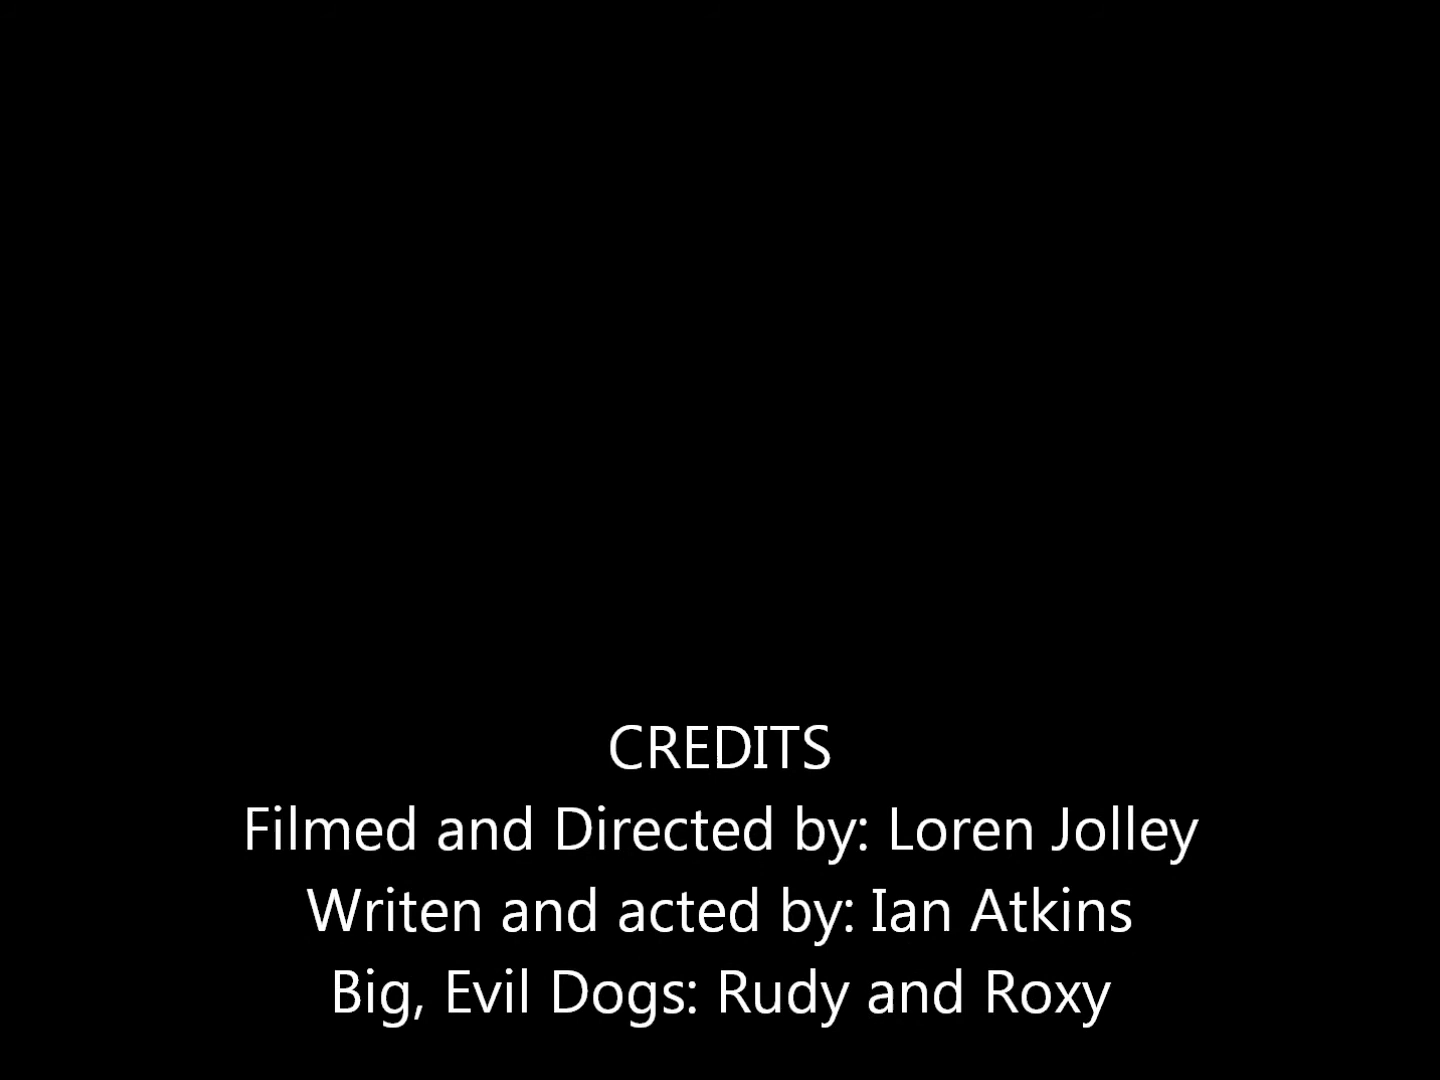 CREDITS
Filmed and Directed by: Loren Jolley
Writen and acted by: Ian Atkins
Big, Evil Dogs: Rudy and Roxy